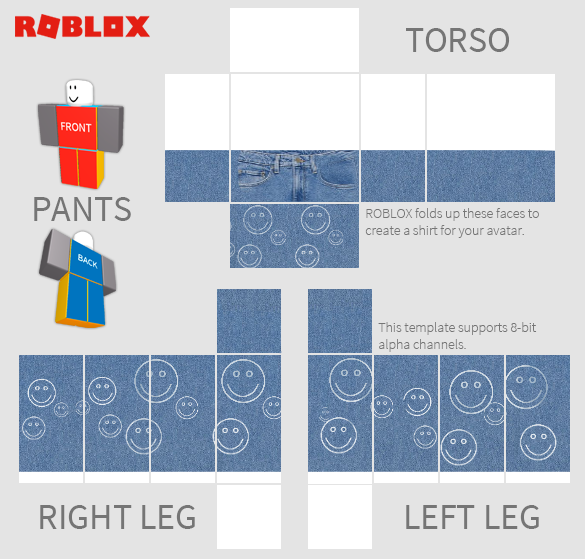 ROBLOX
TORSO
FRONT
PANTS
BACK
ROBLOX folds up these faces to
create a shirt for your avatar.
This template supports 8-bit
alpha channels.
RIGHT LEG
LEFT LEG